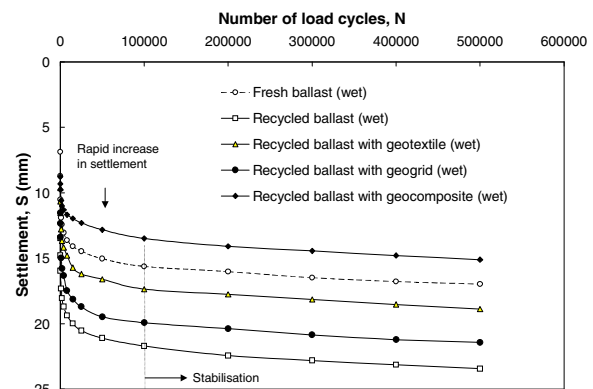 Number of load cycles, N
0 100000 200000 300000 400000 500000 600000
0
5
10
15
20
25
Settlement, S (mm)
Fresh ballast (wet)
Recycled ballast (wet)
Recycled ballast with geotextile (wet)
Recycled ballast with geogrid (wet)
Recycled ballast with geocomposite (wet)
Rapid increase
in settlement
Stabilisation